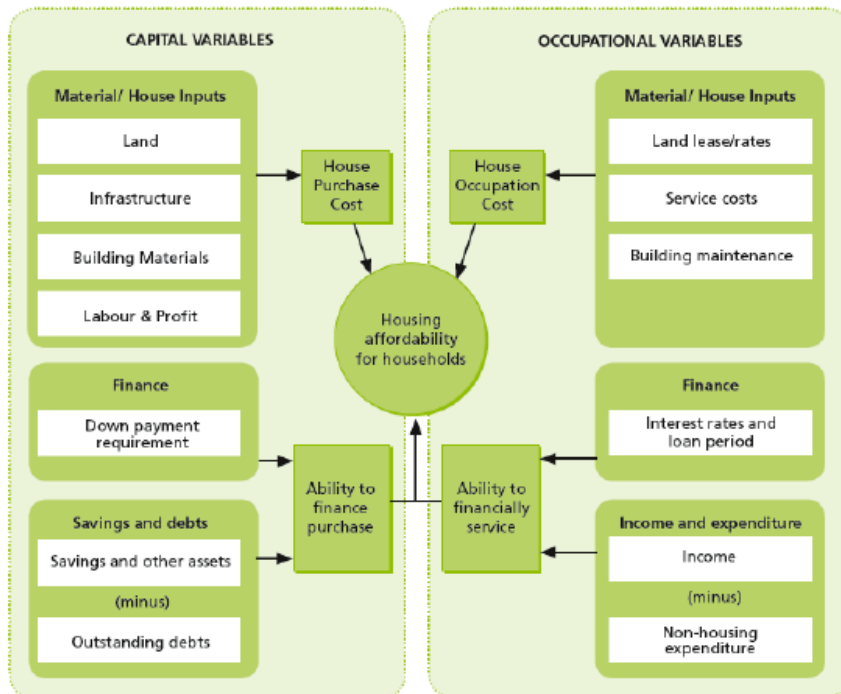 CAPITAL VARIABLES
Material/ House Inputs
Land
Infrastructure
Building Materials
Labour & Profit
House
Purchase
Cost
Finance
Down payment
requirement
Savings and debts
Savings and other assets
(minus)
Outstanding debts
Ability to
finance
purchase
Housing
affordability
for households
OCCUPATIONAL VARIABLES
House
Occupation
Cost
Material/ House Inputs
Land lease/rates
Service costs
Building maintenance
Finance
Interest rates and
loan period
Ability to
financially
service
Income and expenditure
Income
(minus)
Non-housing
expenditure